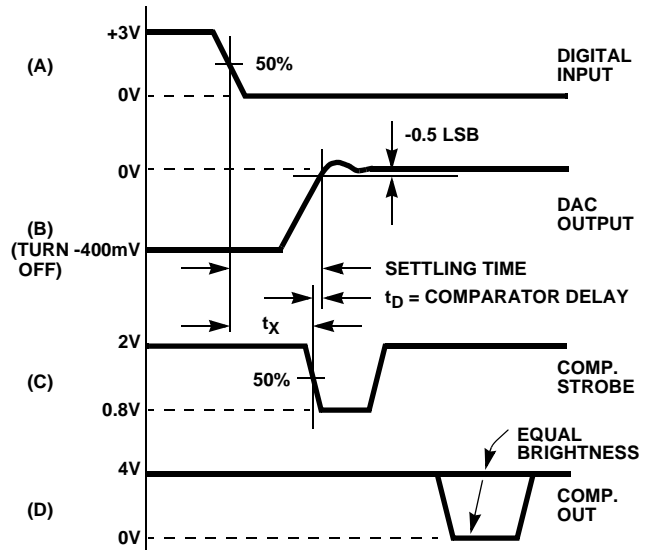 +3V
(A)
50%
DIGITAL
INPUT
0V
-0.5 LSB
0V
DAC
OUTPUT
(B)
(TURN -400mV
OFF)
SETTLING TIME
tD = COMPARATOR DELAY
tX
2V
(C)
50%
COMP.
STROBE
0.8V
EQUAL
BRIGHTNESS
4V
COMP.
OUT
(D)
0V